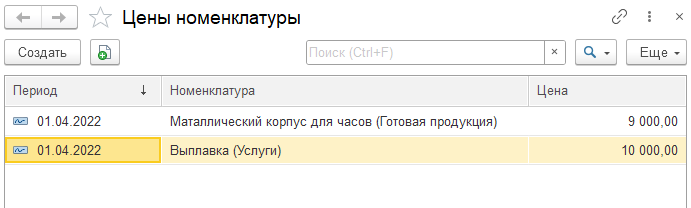 Цены номенклатуры
Создать
Поиск (Ctrl+F)
×
Еще
Период ↓ Номенклатура Цена
01.04.2022 Маталлический корпус для часов (Готовая продукция) 9 000,00
01.04.2022 Выплавка (Услуги) 10 000,00